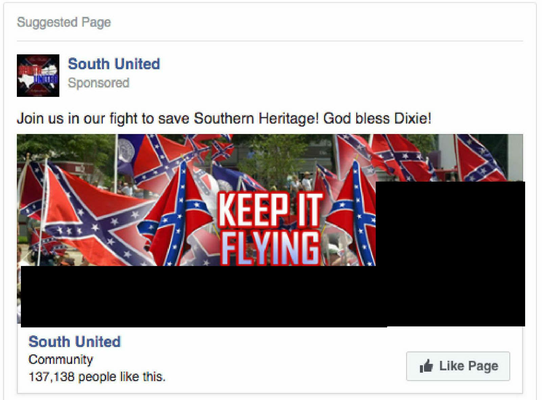 Suggested Page
South United
Sponsored
Join us in our fight to save Southern Heritage! God bless Dixie!
KEEP IT
FLYING
South United
Community
137,138 people like this.
Like Page